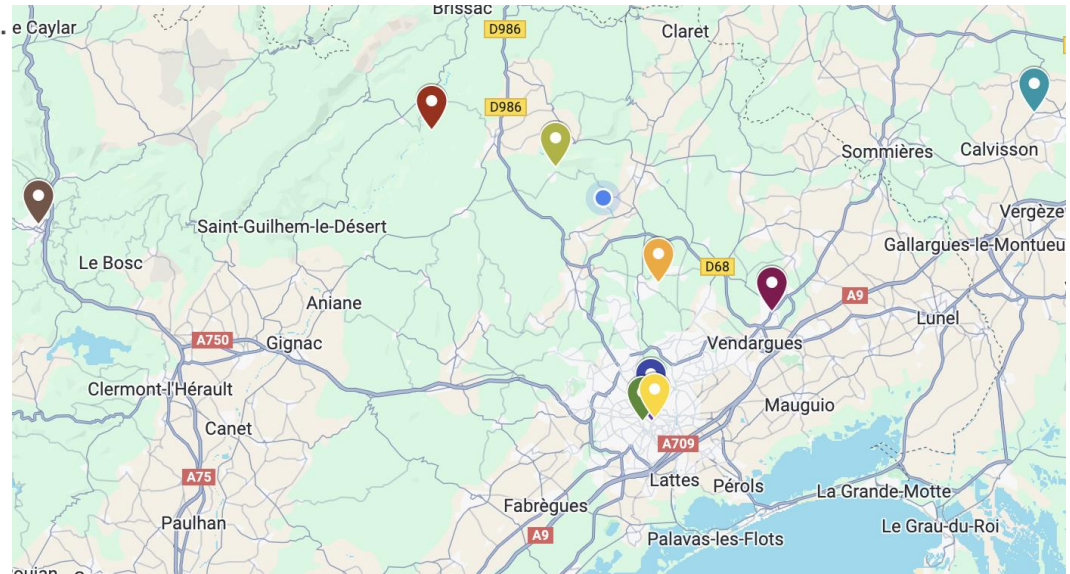 Brissac
. e Caylar
D986
Claret
D986
Sommières
Calvisson
Vergèze
Saint-Guilhem-le-Désert
Gallargues-le-Montueu
Le Bosc
D68
A9
Aniane
Lunel
A750
Gignac
Vendargues
Clermont-l'Hérault
Mauguio
Canet
A709
A75
Lattes
Pérols
La Grande-Motte
Fabrègues
Paulhan
Le Grau-du-Roi
A9
Palavas-les-Flots